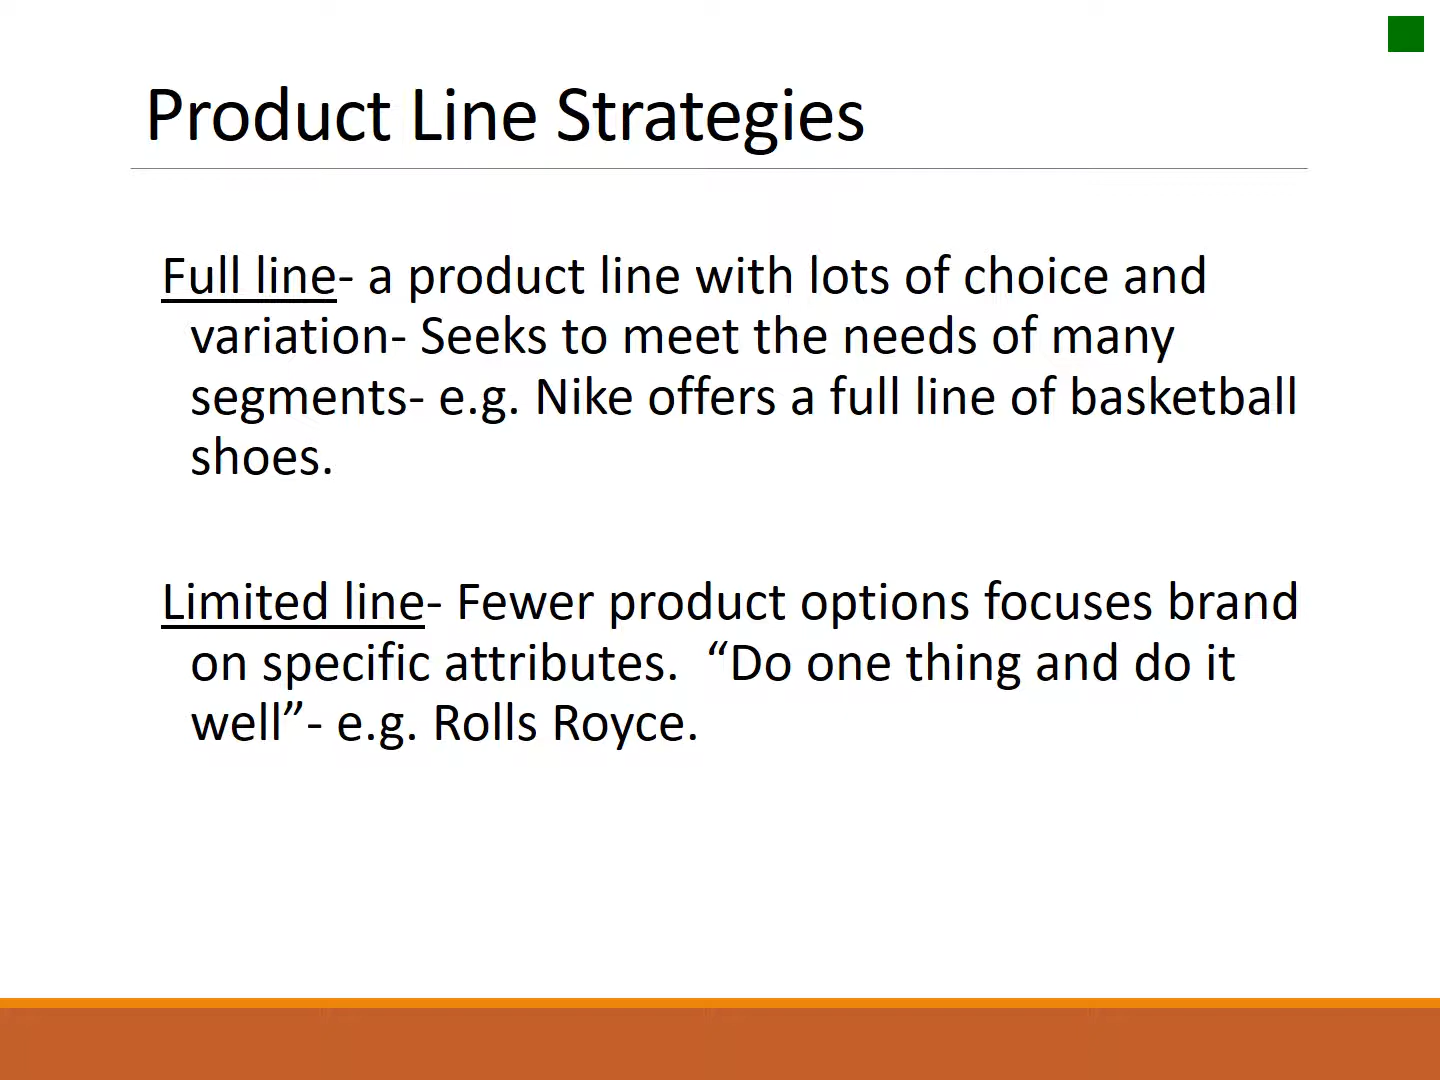 Product Line Strategies
Full line- a product line with lots of choice and
variation- Seeks to meet the needs of many
segments- e.g. Nike offers a full line of basketball
shoes.
Limited line- Fewer product options focuses brand
on specific attributes.  “Do one thing and do it
well”- e.g. Rolls Royce.